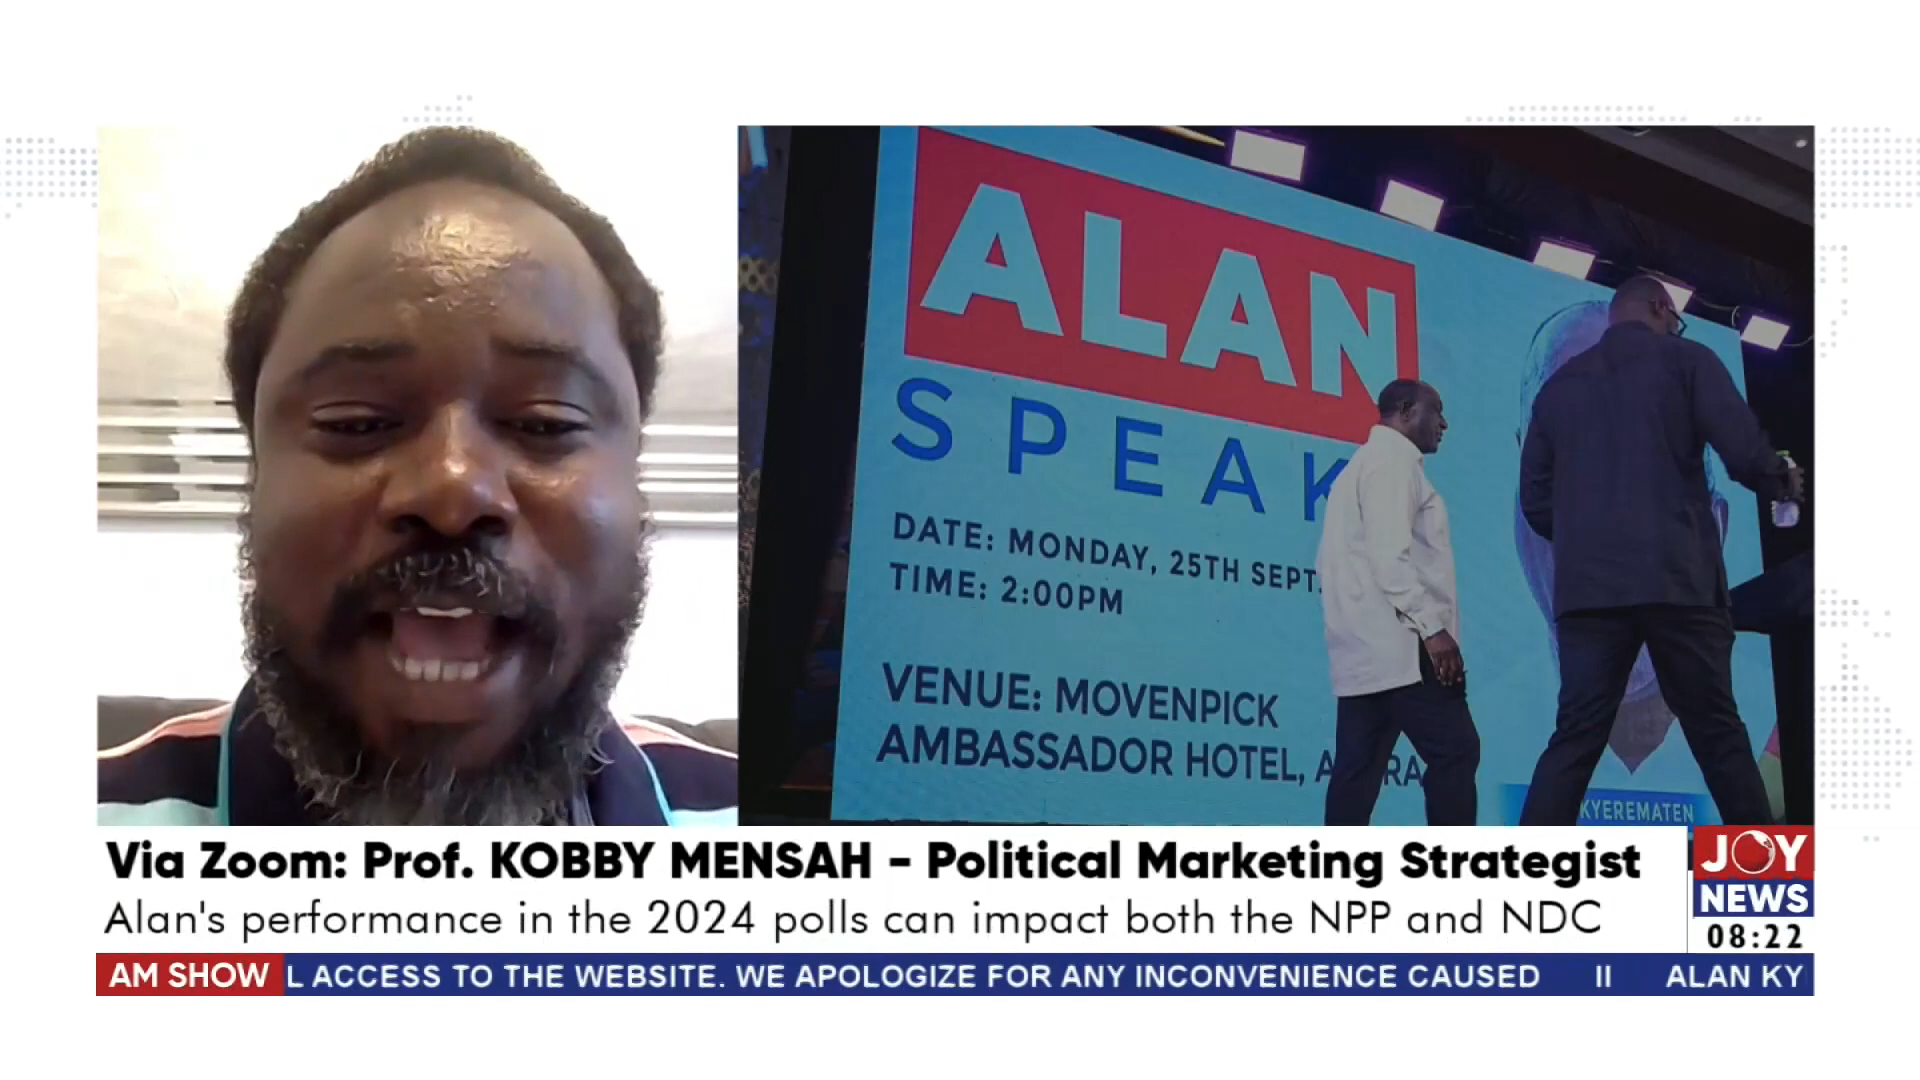 ALAN
SPEAK
DATE: MONDAY, 25TH SEPT.
TIME: 2:00PM
VENUE: MOVENPICK
AMBASSADOR HOTEL,
KYEREMATEN
Via Zoom: Prof. KOBBY MENSAH - Political Marketing Strategist
Alan's performance in the 2024 polls can impact both the NPP and NDC
JOY
NEWS
08:22
AM SHOW L ACCESS TO THE WEBSITE. WE APOLOGIZE FOR ANY INCONVENIENCE CAUSED II ALAN KY